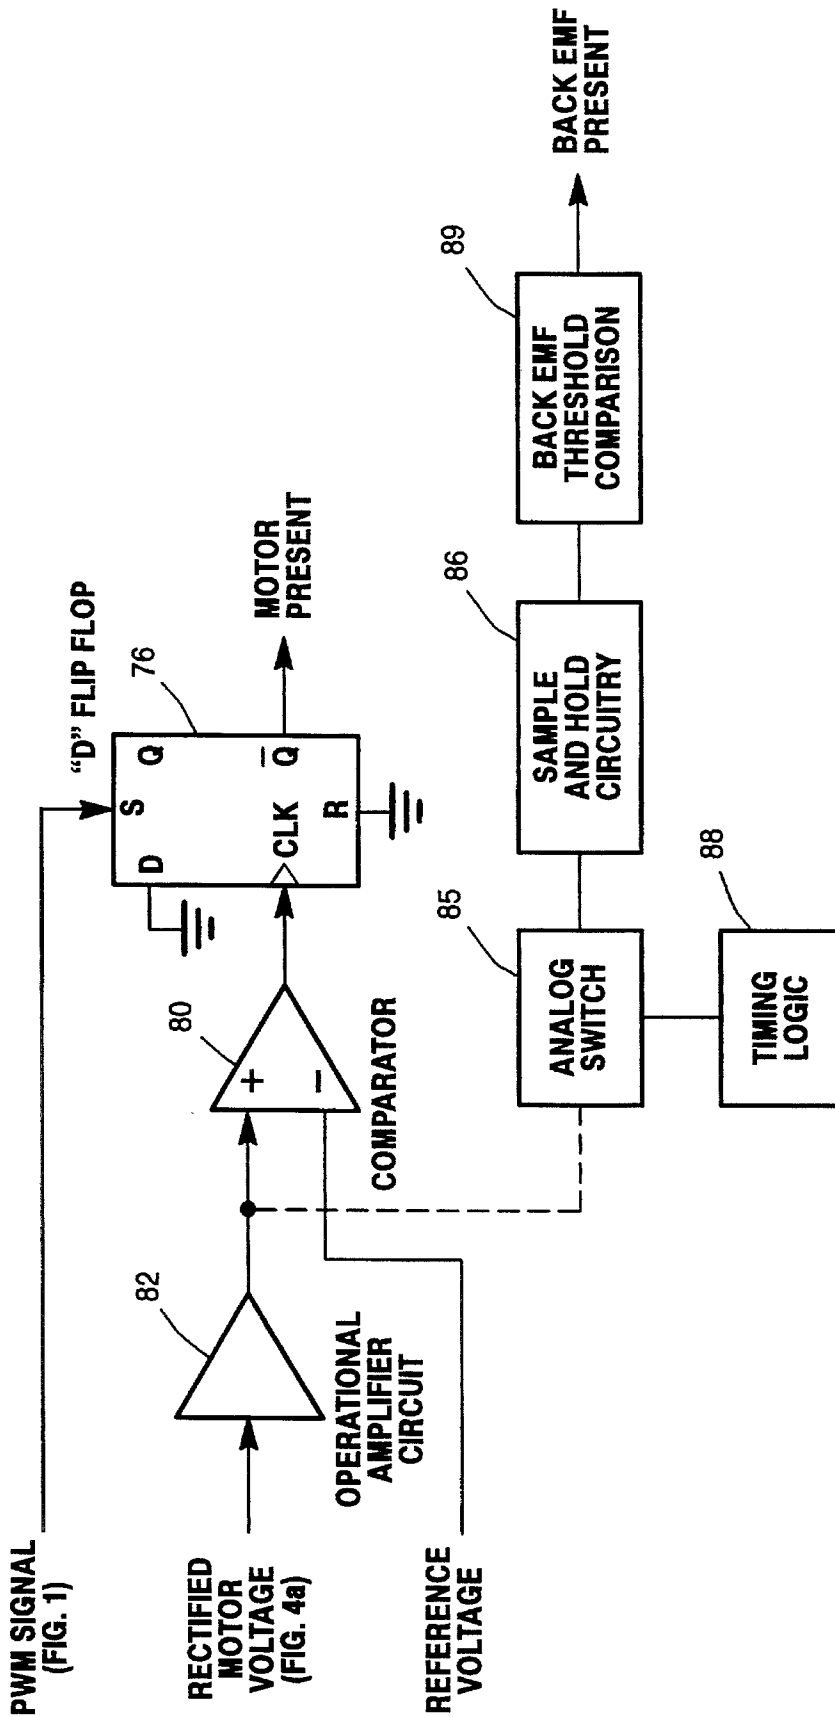 PWM SIGNAL
(FIG. 1)
RECTIFIED
MOTOR
VOLTAGE
(FIG. 4a)
REFERENCE
VOLTAGE
82
OPERATIONAL
AMPLIFIER
CIRCUIT
80
+
−
COMPARATOR
"D" FLIP FLOP
76
D
S
Q
CLK
Q̅
R
MOTOR
PRESENT
85
ANALOG
SWITCH
88
TIMING
LOGIC
86
SAMPLE
AND HOLD
CIRCUITRY
89
BACK EMF
THRESHOLD
COMPARISON
BACK EMF
PRESENT